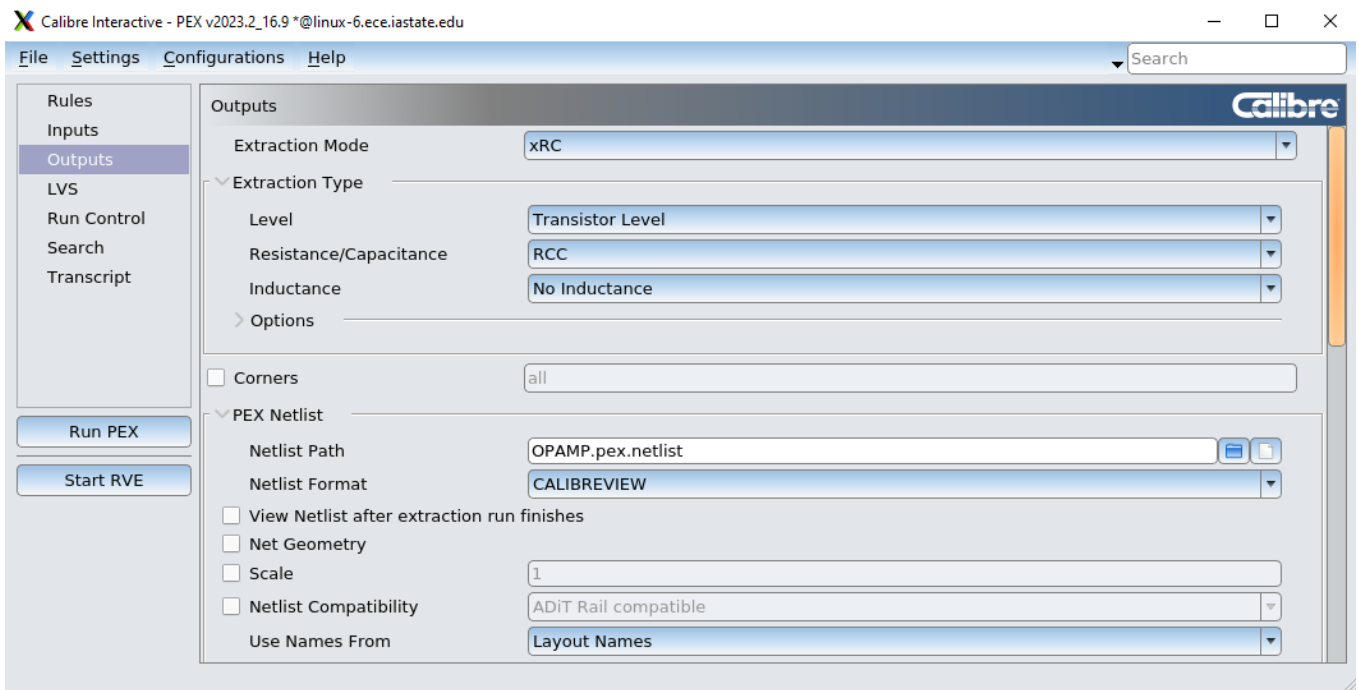 Calibre Interactive - PEX v2023.2_16.9 *@linux-6.ece.iastate.edu
File Settings Configurations Help Search
Rules
Inputs
Outputs
LVS
Run Control
Search
Transcript
Run PEX
Start RVE
Outputs Calibre
Extraction Mode xRC
Extraction Type
Level Transistor Level
Resistance/Capacitance RCC
Inductance No Inductance
Options
Corners all
PEX Netlist
Netlist Path OPAMP.pex.netlist
Netlist Format CALIBREVIEW
View Netlist after extraction run finishes
Net Geometry
Scale 1
Netlist Compatibility ADiT Rail compatible
Use Names From Layout Names